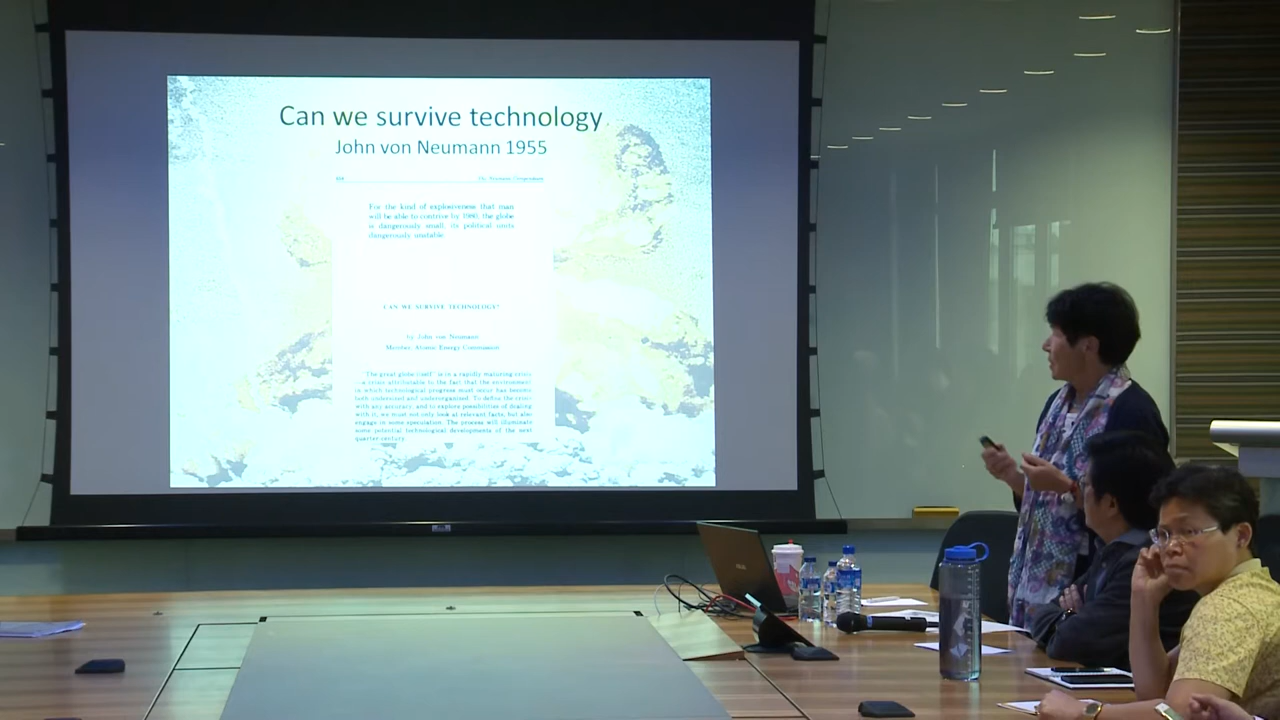 Can we survive technology
John von Neumann 1955
For the kind of explosiveness that man
will be able to contrive by 1980, the globe
is dangerously small, its political units
dangerously unstable.
CAN WE SURVIVE TECHNOLOGY?
by John von Neumann
Member, Atomic Energy Commission
"The great globe itself" is in a rapidly maturing crisis
—a crisis attributable to the fact that the environment
in which technological progress must occur has become
both undersized and underorganized. To define the crisis
with any accuracy, and to explore possibilities of dealing
with it, we must not only look at relevant facts, but also
engage in some speculation. The process will illuminate
some potential technological developments of the next
quarter century.